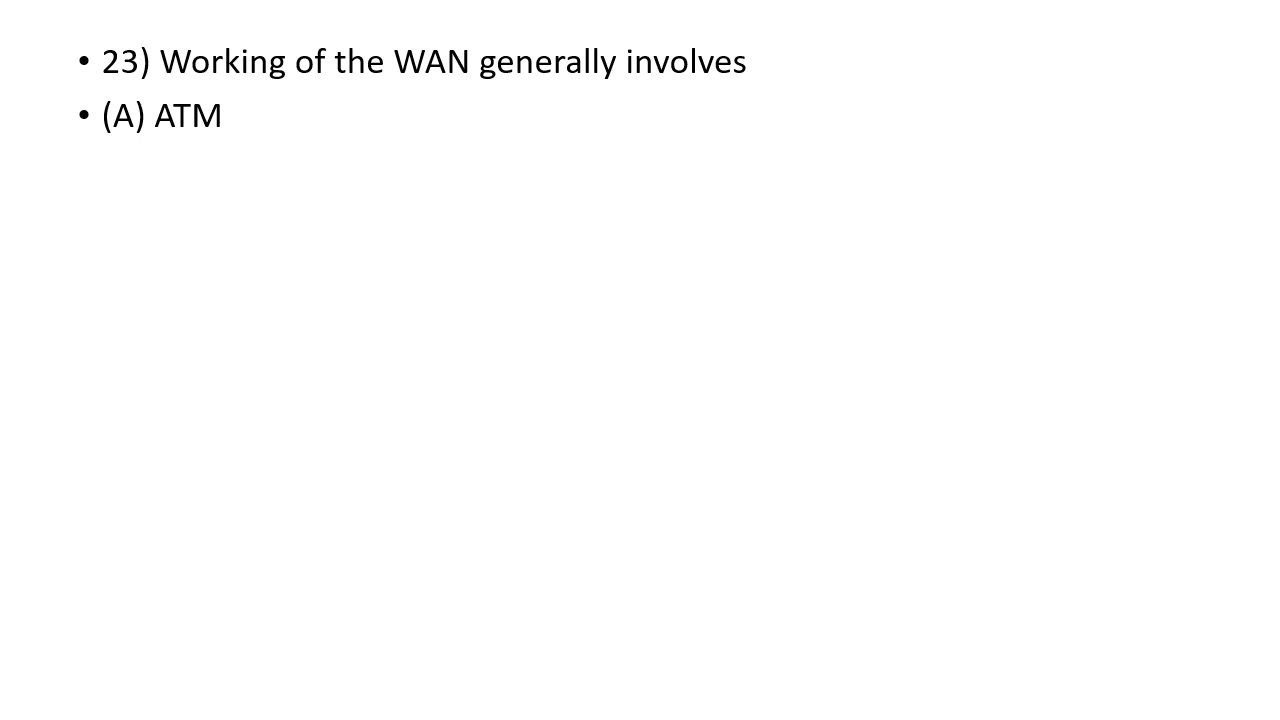 • 23) Working of the WAN generally involves
• (A) ATM